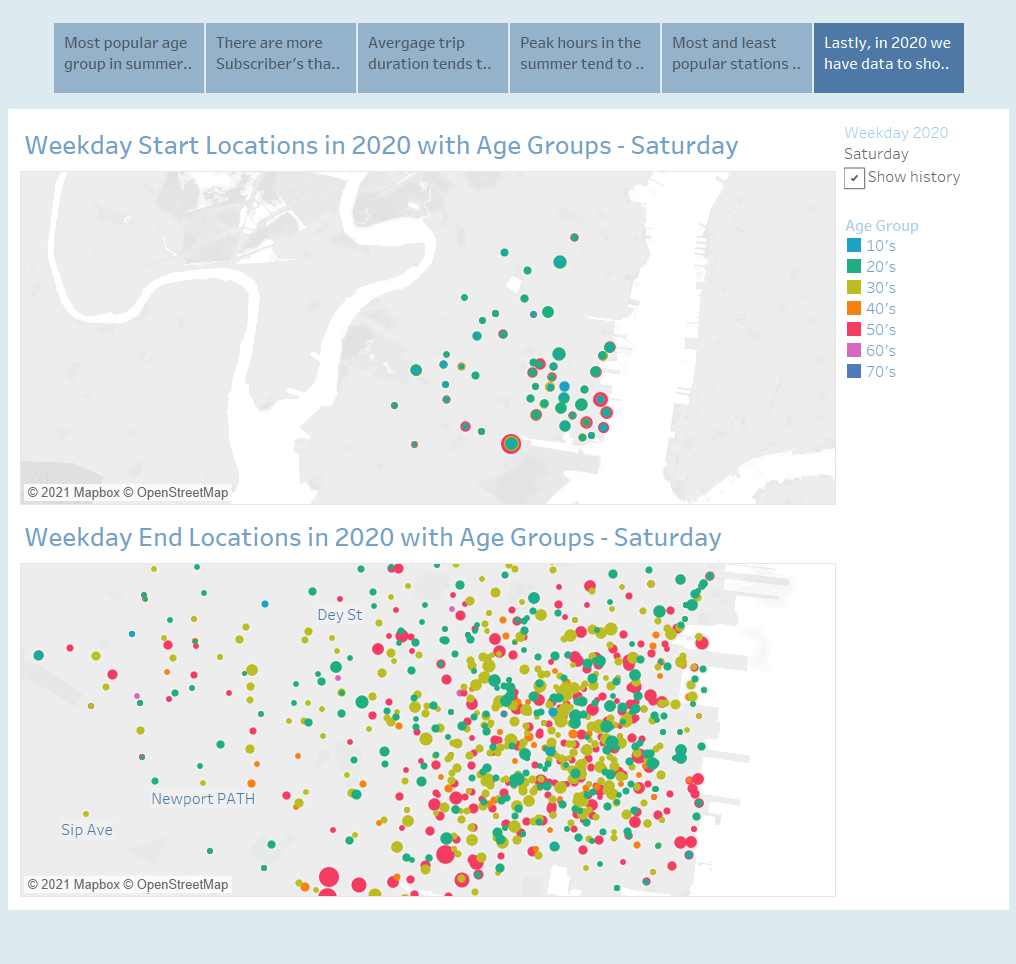 Most popular age
group in summer..
There are more
Subscriber's tha..
Avergage trip
duration tends t..
Peak hours in the
summer tend to ..
Most and least
popular stations ..
Lastly, in 2020 we
have data to sho..
Weekday Start Locations in 2020 with Age Groups - Saturday
© 2021 Mapbox © OpenStreetMap
Weekday 2020
Saturday
Show history
Age Group
10's
20's
30's
40's
50's
60's
70's
Weekday End Locations in 2020 with Age Groups - Saturday
Dey St
Newport PATH
Sip Ave
© 2021 Mapbox © OpenStreetMap